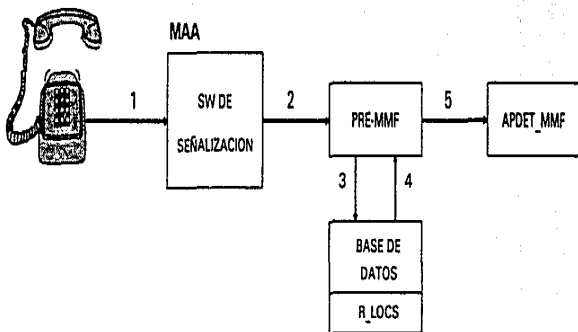 MAA
1
SW DE
SEÑALIZACION
2
PRE-MMF
5
APDET_MMF
3
4
BASE DE
DATOS
R_LOCS